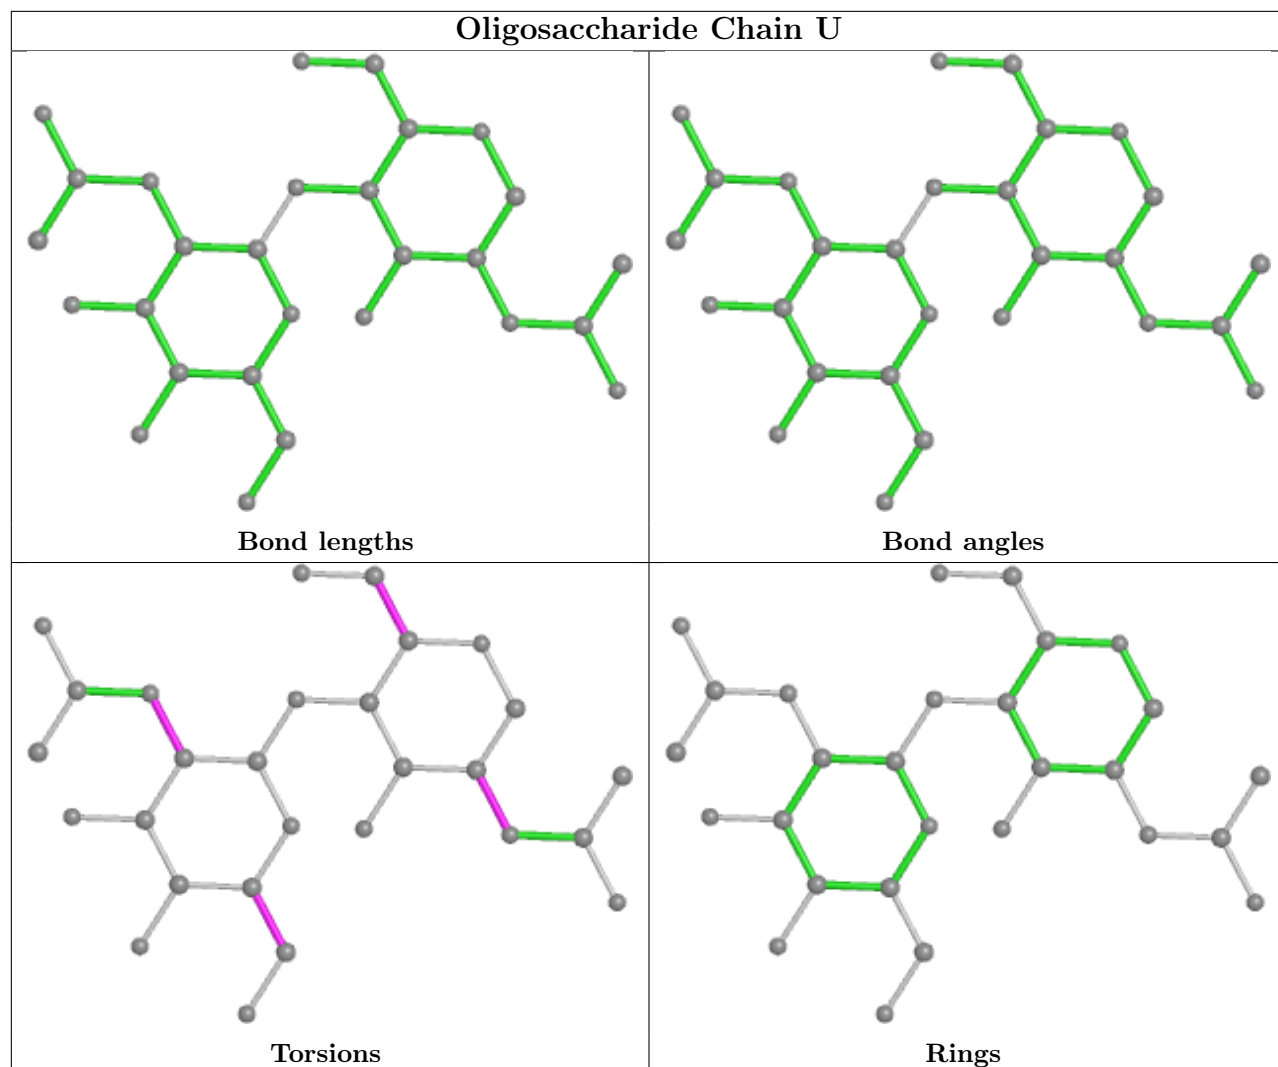 Oligosaccharide Chain U
Bond lengths
Bond angles
Torsions
Rings